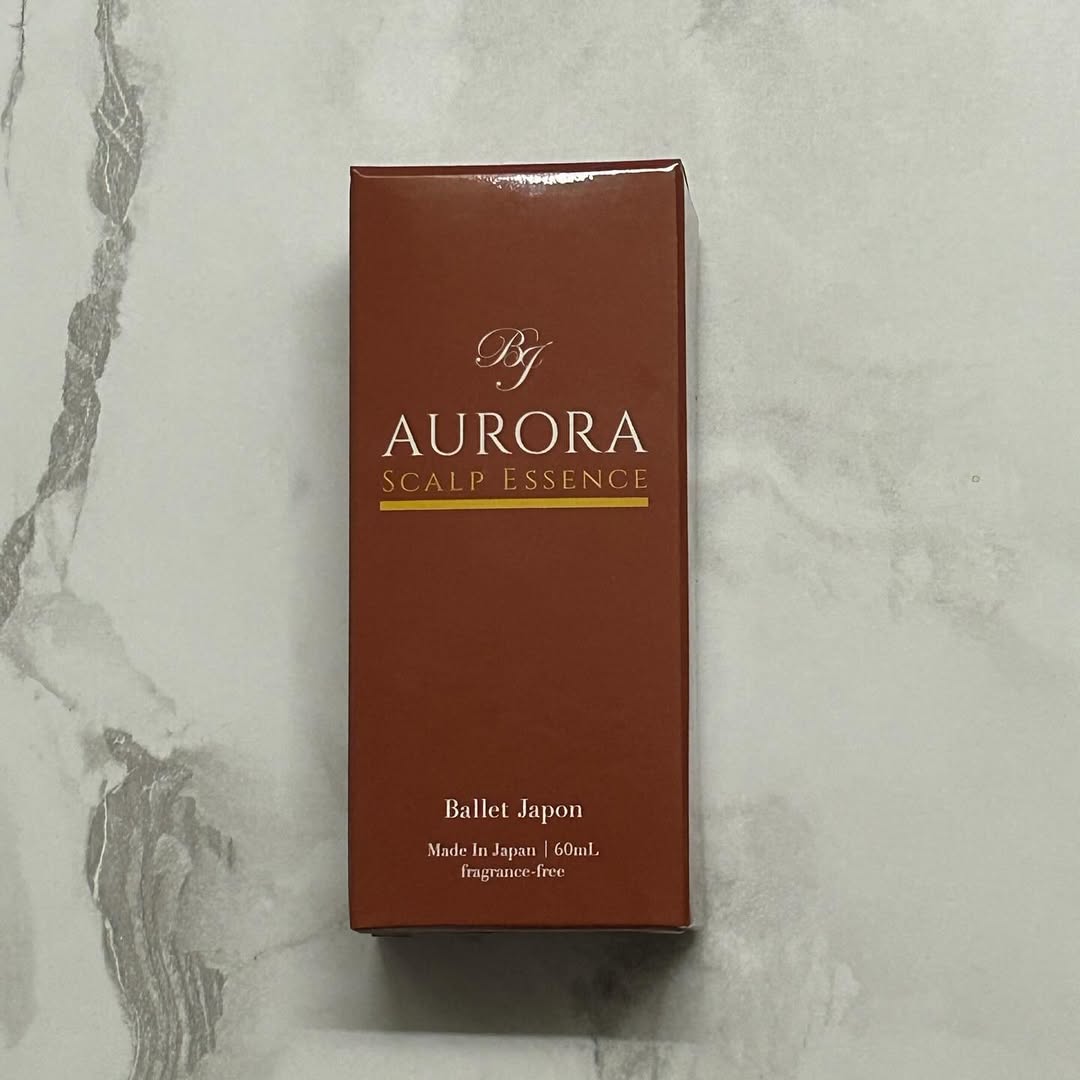 BJ
AURORA
SCALP ESSENCE
Ballet Japon
Made In Japan | 60mL
fragrance-free